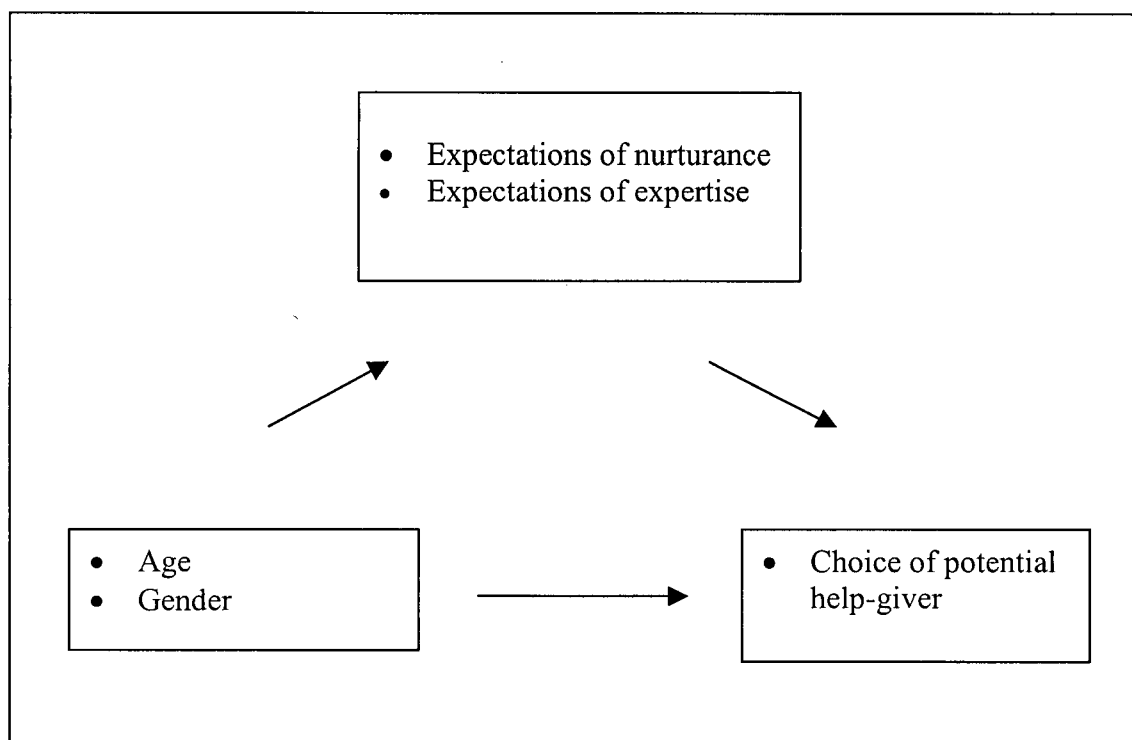 • Expectations of nurturance
• Expectations of expertise
• Age
• Gender
• Choice of potential
help-giver